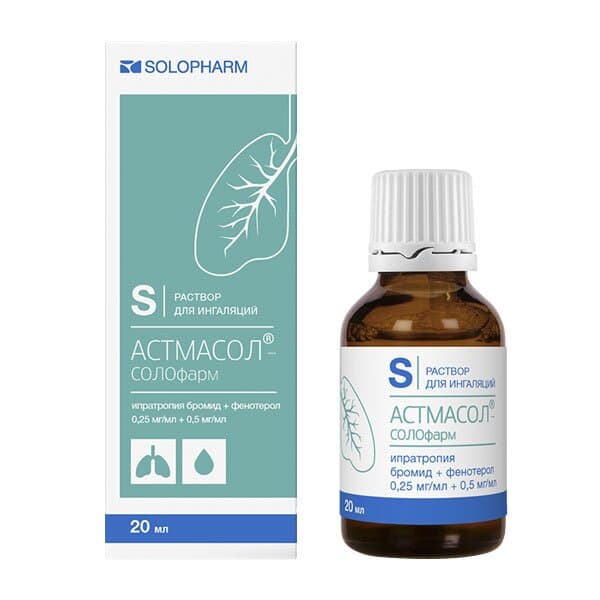 SOLOPHARM
S РАСТВОР
ДЛЯ ИНГАЛЯЦИЙ
АСТМАСОЛ®-
СОЛОфарм
ипратропия бромид + фенотерол
0,25 мг/мл + 0,5 мг/мл
20 мл
S РАСТВОР
ДЛЯ ИНГАЛЯЦИЙ
АСТМАСОЛ®-
СОЛОфарм
ипратропия
бромид + фенотерол
0,25 мг/мл + 0,5 мг/мл
20 мл